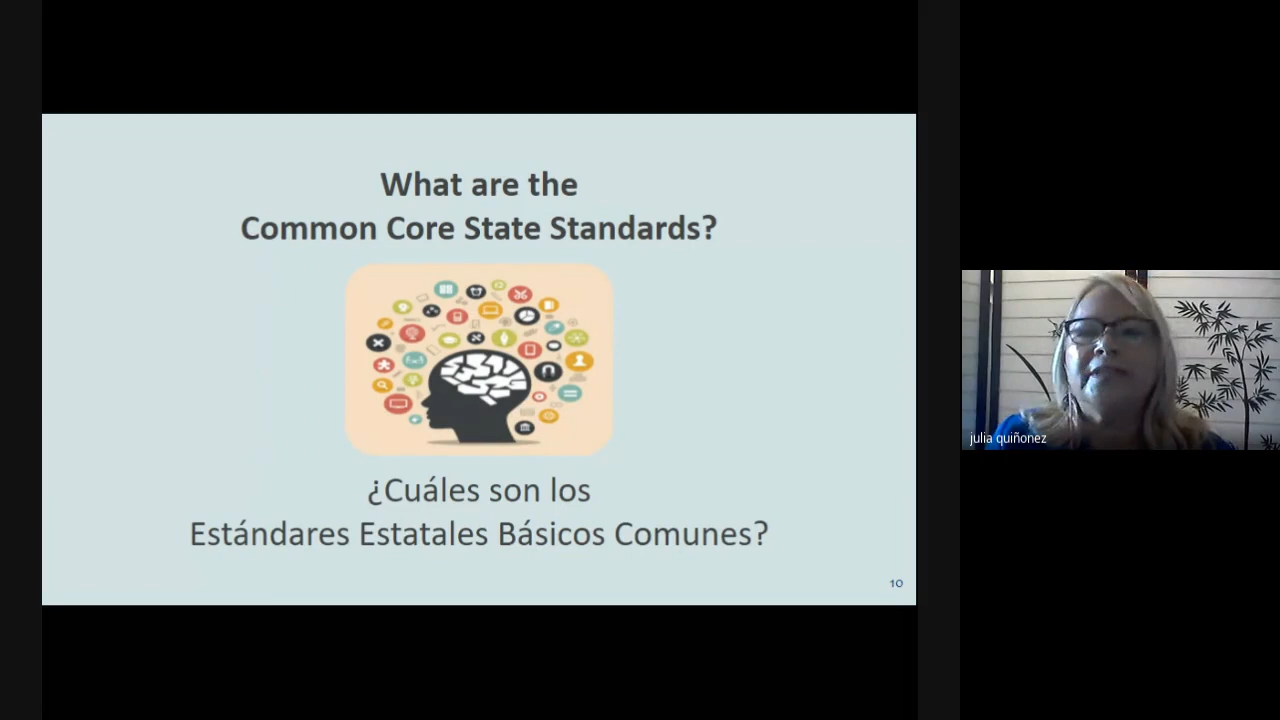 What are the
Common Core State Standards?
¿Cuáles son los
Estándares Estatales Básicos Comunes?
10
julia quiñonez